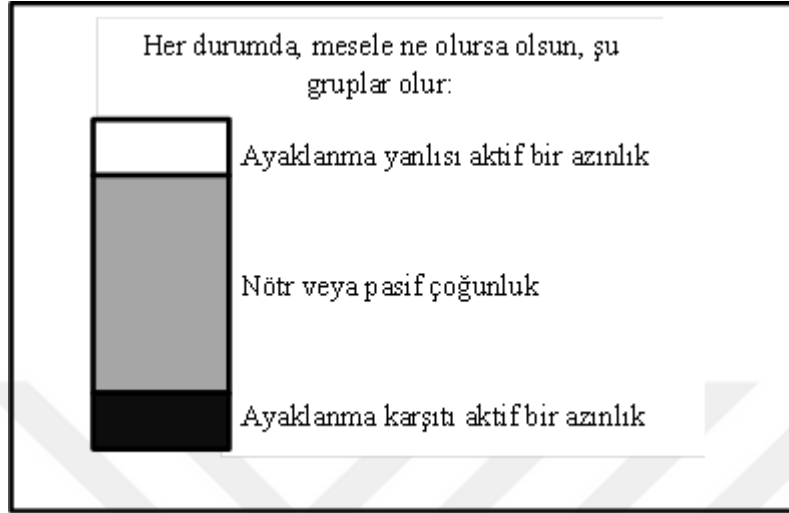 Her durumda, mesele ne olursa olsun, şu
gruplar olur:
Ayaklanma yanlısı aktif bir azınlık
Nötr veya pasif çoğunluk
Ayaklanma karşıtı aktif bir azınlık